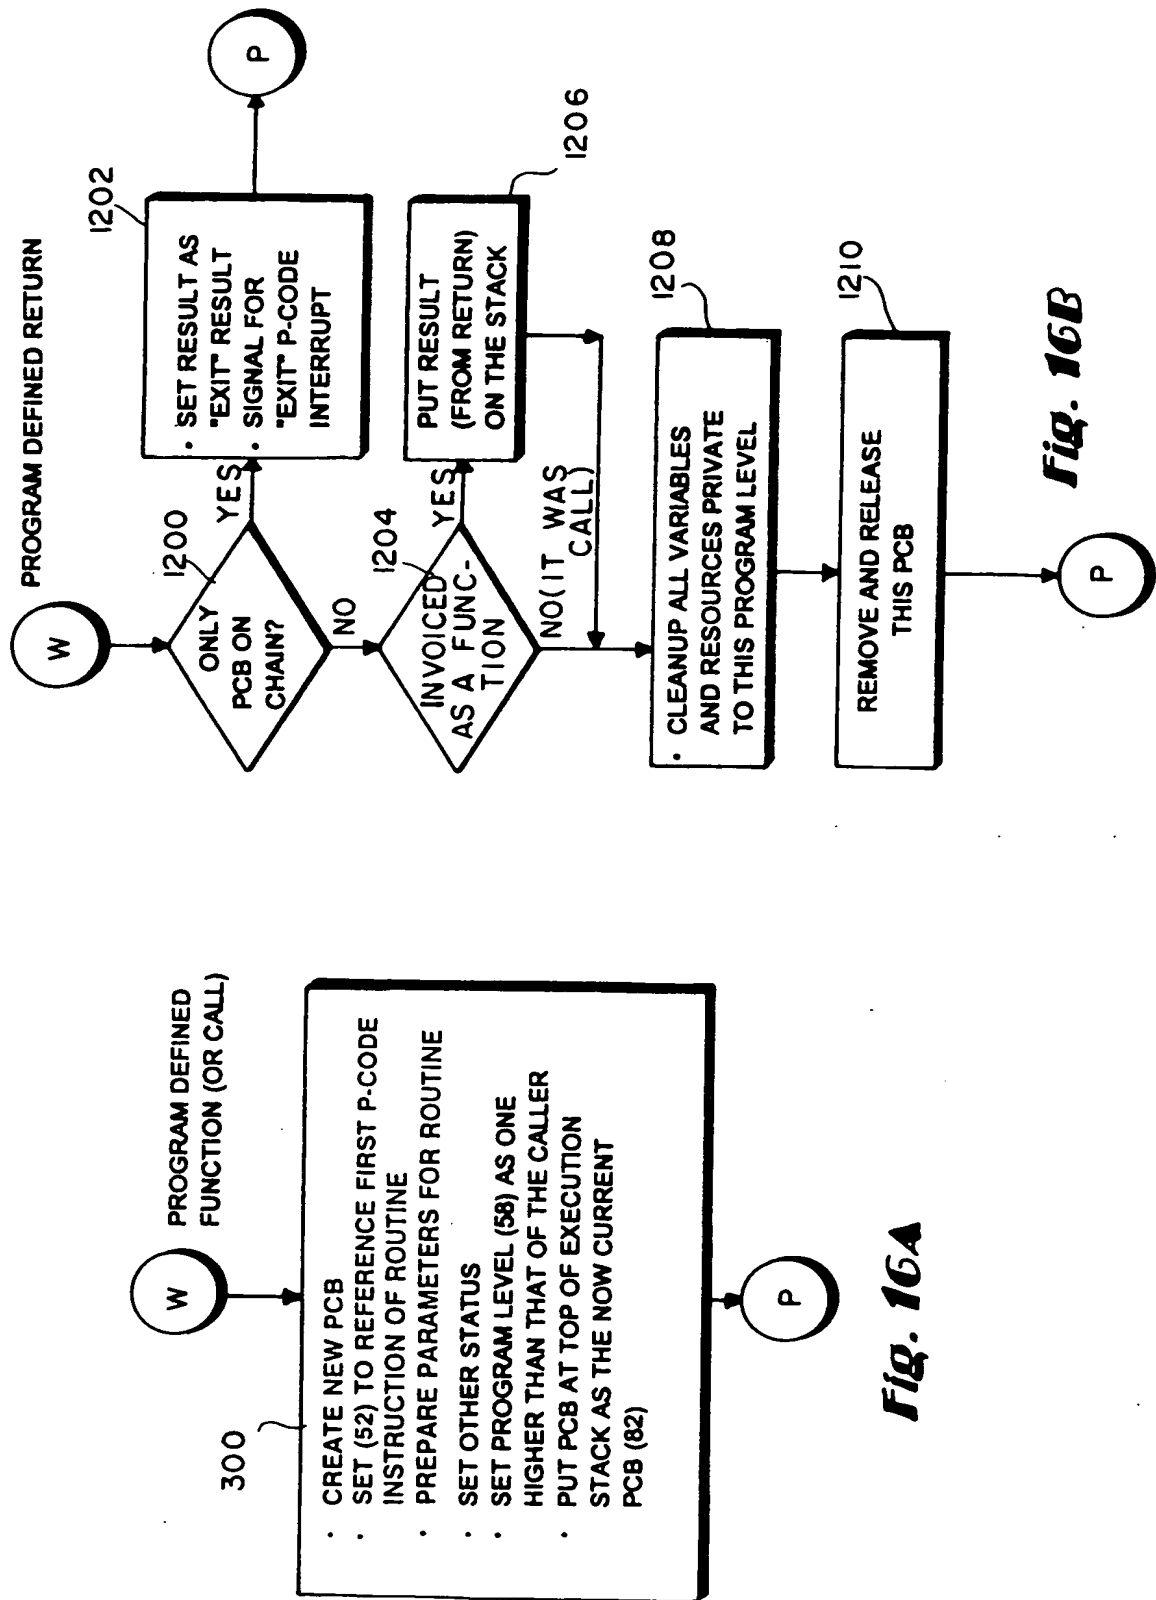 W
PROGRAM DEFINED
FUNCTION (OR CALL)
300
· CREATE NEW PCB
· SET (52) TO REFERENCE FIRST P-CODE
INSTRUCTION OF ROUTINE
· PREPARE PARAMETERS FOR ROUTINE
· SET OTHER STATUS
· SET PROGRAM LEVEL (58) AS ONE
HIGHER THAN THAT OF THE CALLER
· PUT PCB AT TOP OF EXECUTION
STACK AS THE NOW CURRENT
PCB (82)
P
Fig. 16A
W
PROGRAM DEFINED RETURN
1200
ONLY
PCB ON
CHAIN?
YES
1202
· SET RESULT AS
"EXIT" RESULT
· SIGNAL FOR
"EXIT" P-CODE
INTERRUPT
P
NO
1204
INVOICED
AS A FUNC-
TION
YES
1206
PUT RESULT
(FROM RETURN)
ON THE STACK
NO(IT WAS
CALL)
1208
· CLEANUP ALL VARIABLES
AND RESOURCES PRIVATE
TO THIS PROGRAM LEVEL
1210
REMOVE AND RELEASE
THIS PCB
P
Fig. 16B